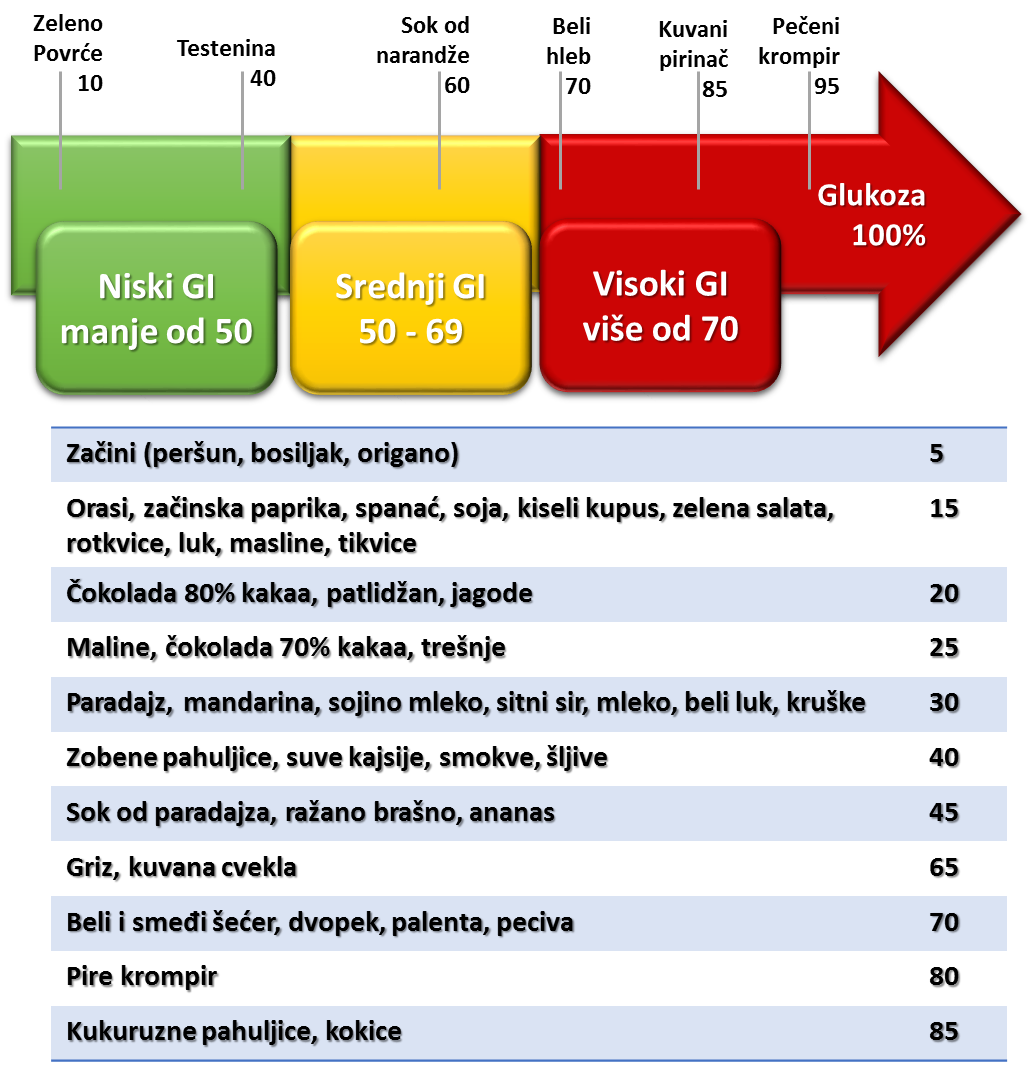 Zeleno
Povrće
10
Testenina
40
Sok od
narandže
60
Beli
hleb
70
Kuvani
pirinač
85
Pečeni
krompir
95
Glukoza
100%
Niski GI
manje od 50
Srednji GI
50 - 69
Visoki GI
više od 70
Začini (peršun, bosiljak, origano) 5
Orasi, začinska paprika, spanać, soja, kiseli kupus, zelena salata, 15
rotkvice, luk, masline, tikvice
Čokolada 80% kakaa, patlidžan, jagode 20
Maline, čokolada 70% kakaa, trešnje 25
Paradajz, mandarina, sojino mleko, sitni sir, mleko, beli luk, kruške 30
Zobene pahuljice, suve kajsije, smokve, šljive 40
Sok od paradajza, ražano brašno, ananas 45
Griz, kuvana cvekla 65
Beli i smeđi šećer, dvopek, palenta, peciva 70
Pire krompir 80
Kukuruzne pahuljice, kokice 85